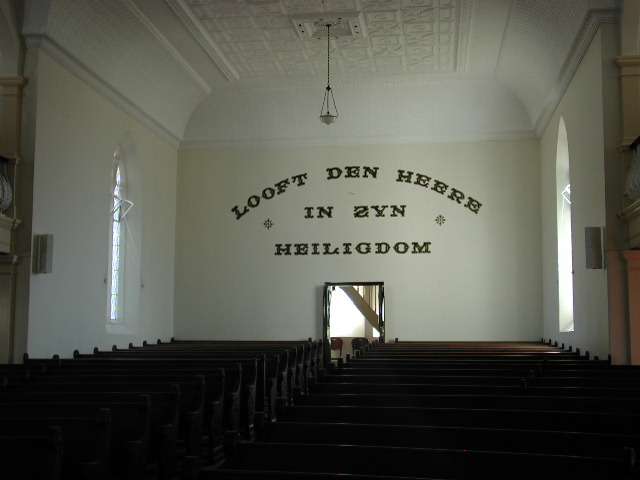 LOOFT DEN HEERE
IN ZYN
HEILIGDOM